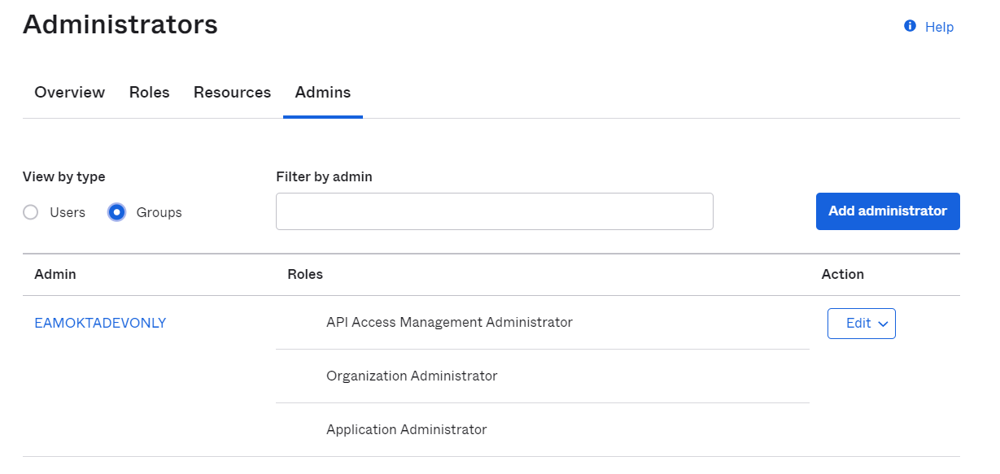 Administrators
Help
Overview Roles Resources Admins
View by type
Filter by admin
Users Groups
Add administrator
Admin Roles Action
EAMOKTADEVONLY API Access Management Administrator Edit
Organization Administrator
Application Administrator